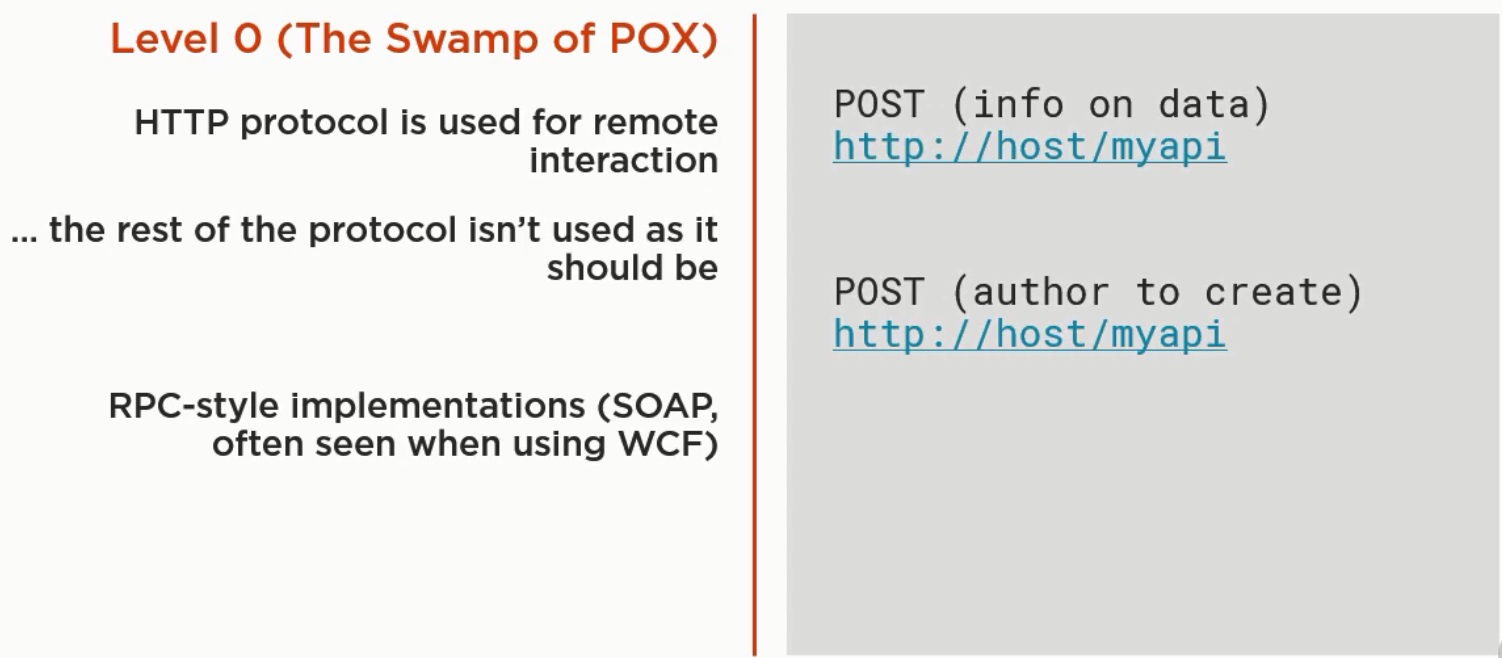 Level 0 (The Swamp of POX)
HTTP protocol is used for remote
interaction
... the rest of the protocol isn't used as it
should be
RPC-style implementations (SOAP,
often seen when using WCF)
POST (info on data)
http://host/myapi
POST (author to create)
http://host/myapi